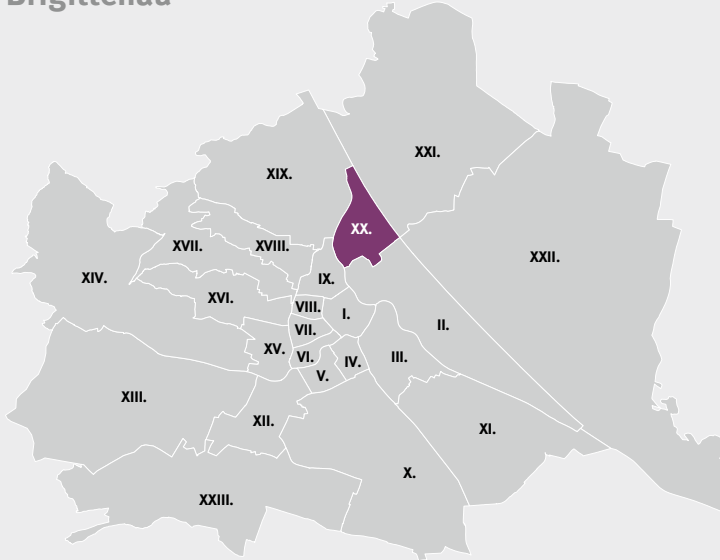 Brigittenau
XXI.
XIX.
XX.
XVII.
XVIII.
XXII.
XIV.
IX.
XVI.
VIII.
I.
II.
VII.
XV.
VI.
IV.
III.
V.
XIII.
XII.
XI.
X.
XXIII.